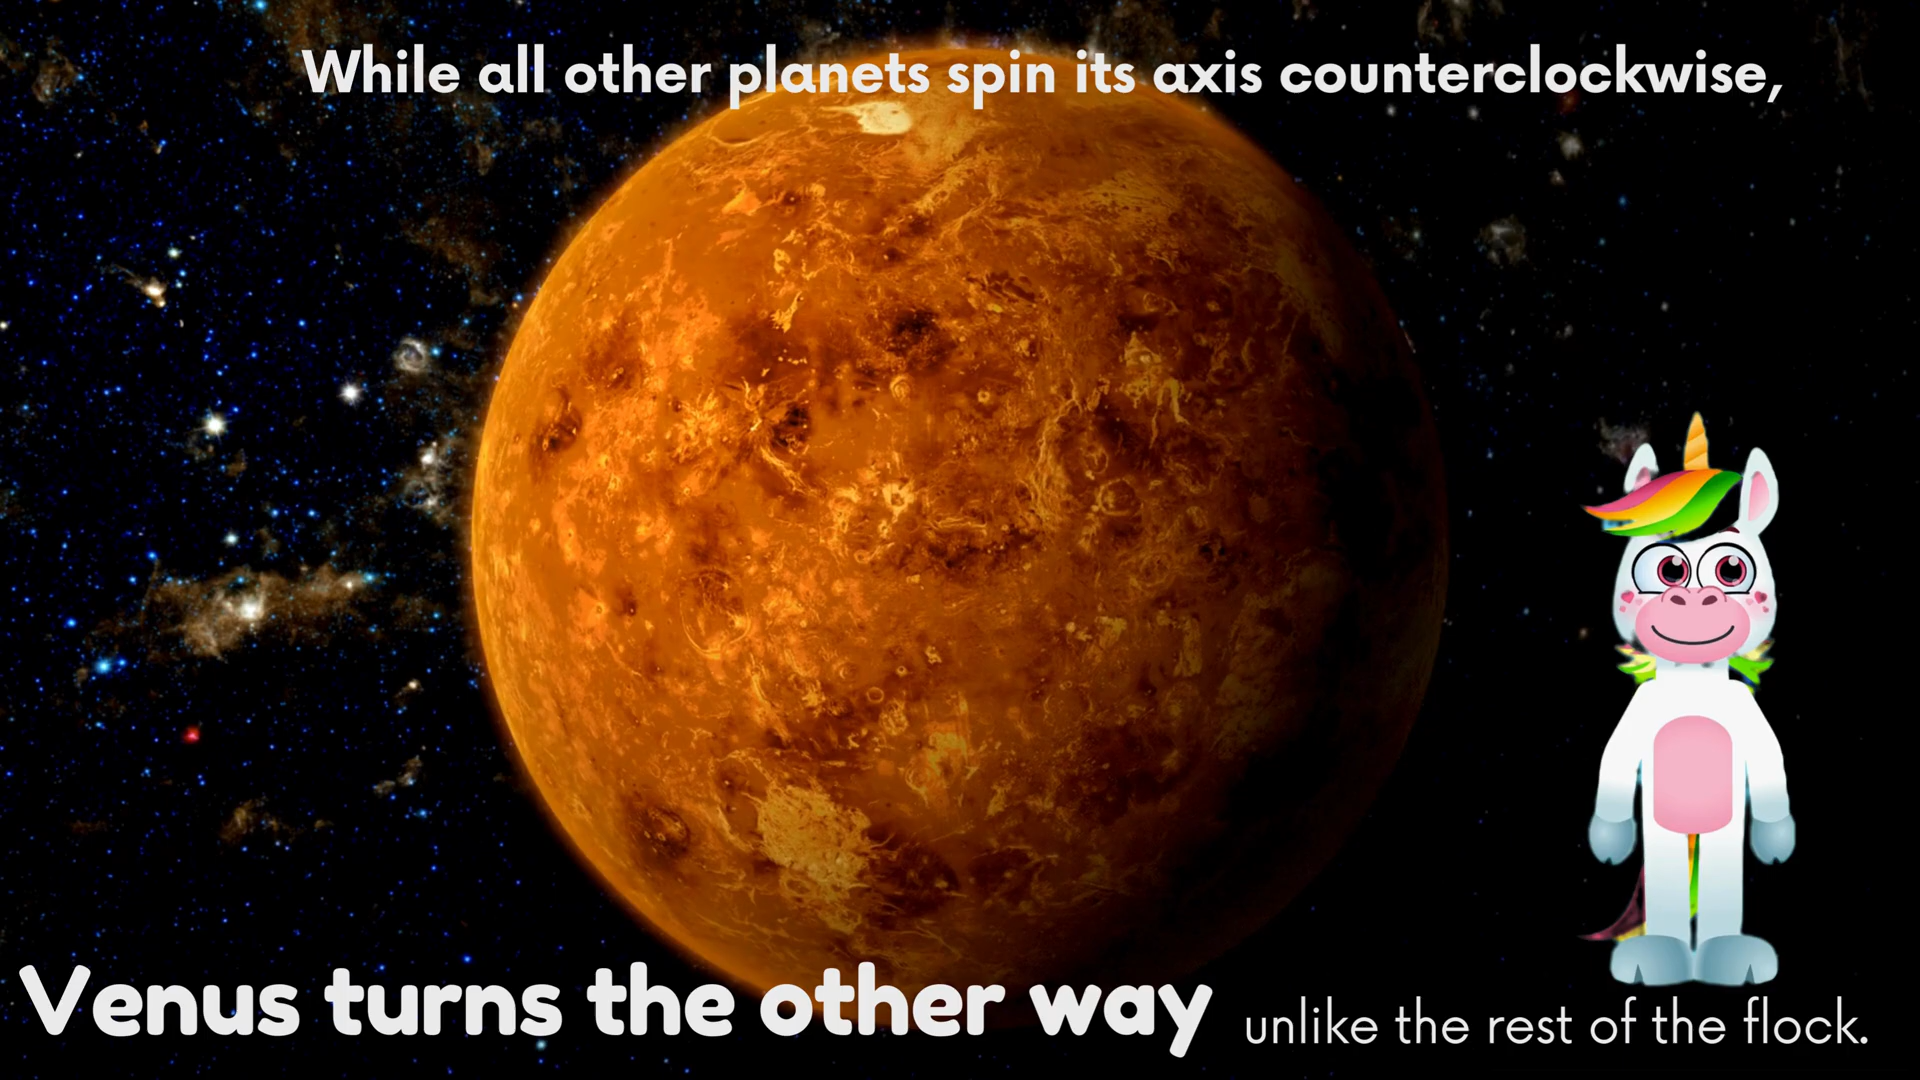 While all other planets spin its axis counterclockwise,
Venus turns the other way unlike the rest of the flock.